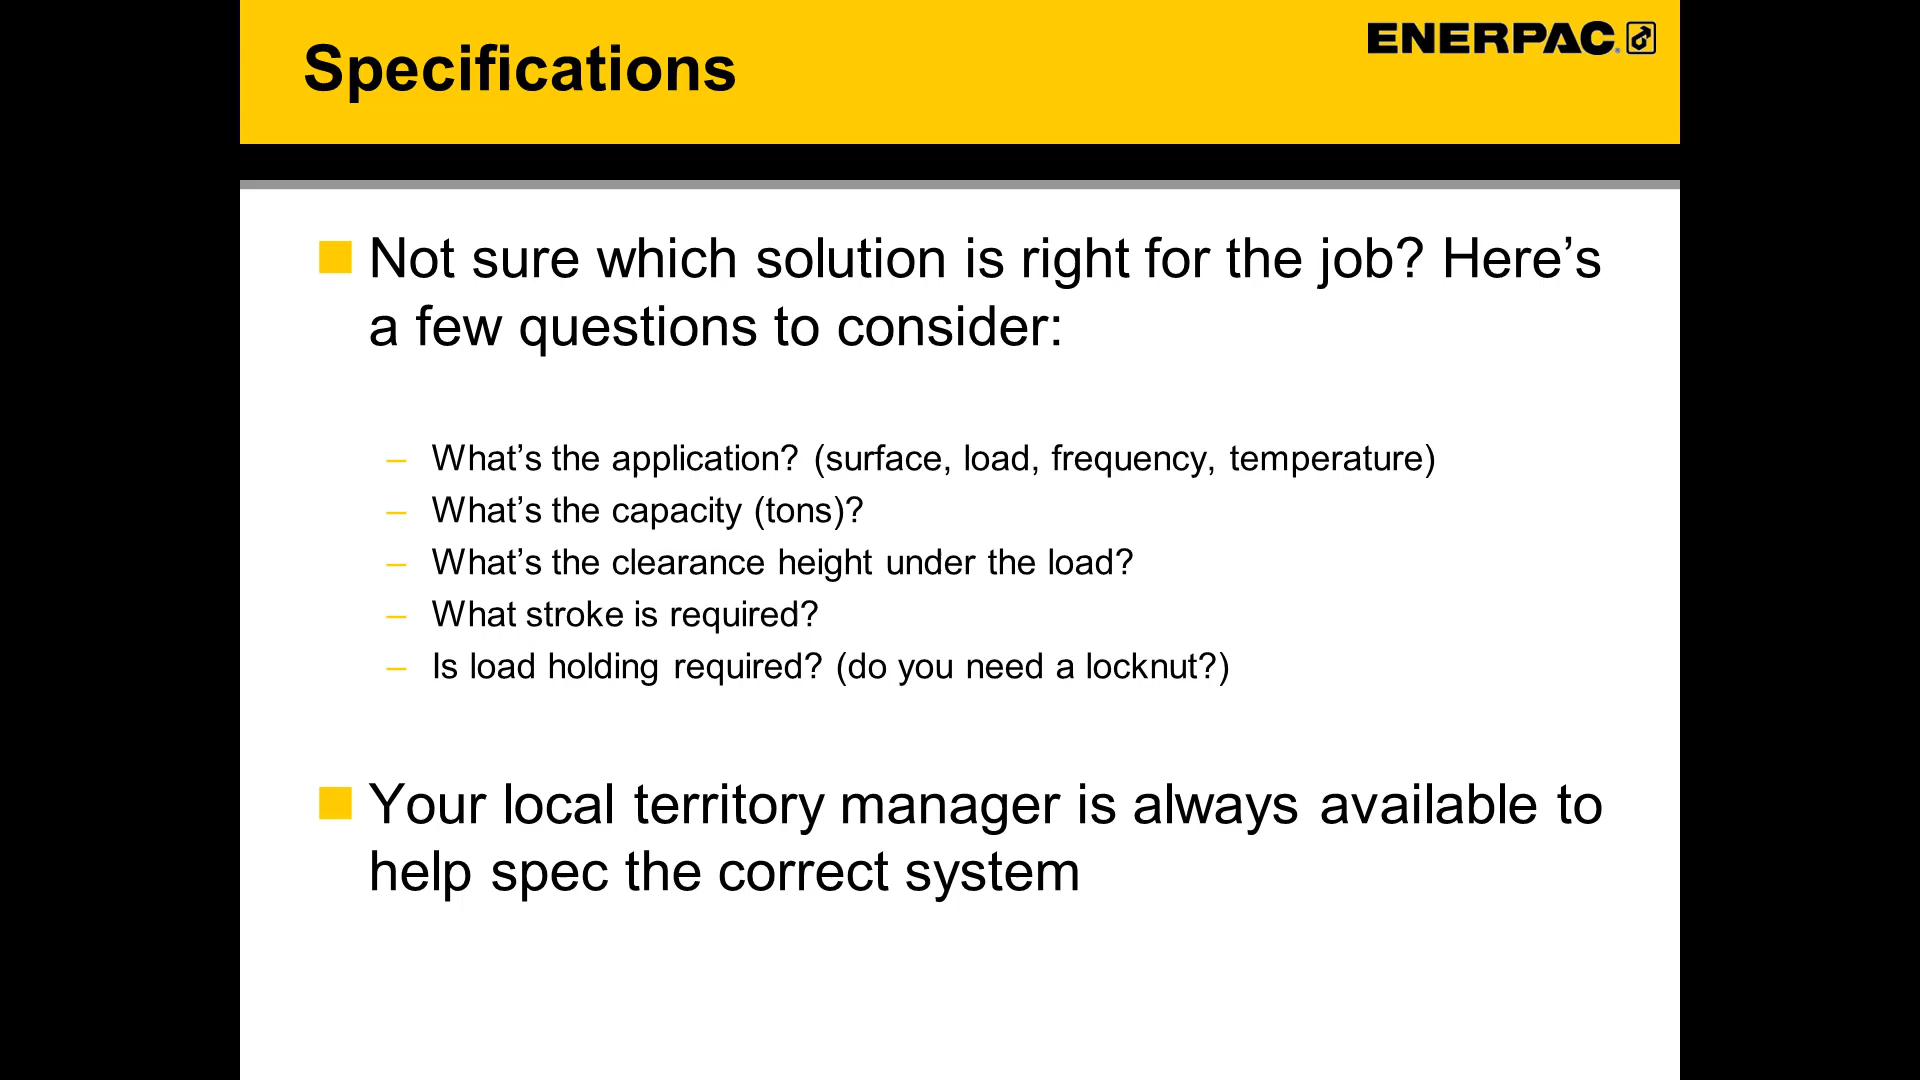 Specifications
ENERPAC
Not sure which solution is right for the job? Here’s
a few questions to consider:
– What’s the application? (surface, load, frequency, temperature)
– What’s the capacity (tons)?
– What’s the clearance height under the load?
– What stroke is required?
– Is load holding required? (do you need a locknut?)
Your local territory manager is always available to
help spec the correct system